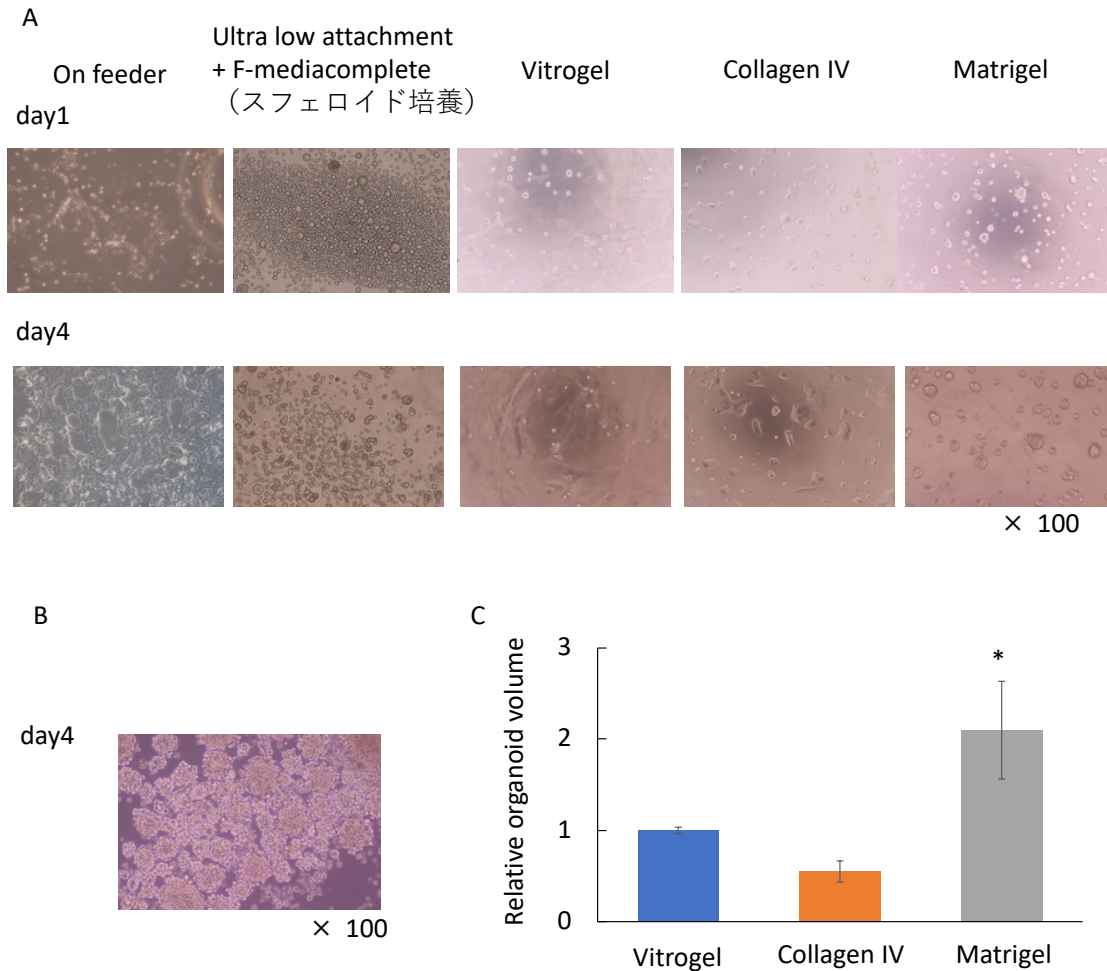 A
On feeder
Ultra low attachment
+ F-mediacomplete
（スフェロイド培養）
Vitrogel
Collagen IV
Matrigel
day1
day4
× 100
B
day4
× 100
C
Relative organoid volume
3
2
1
0
*
Vitrogel
Collagen IV
Matrigel